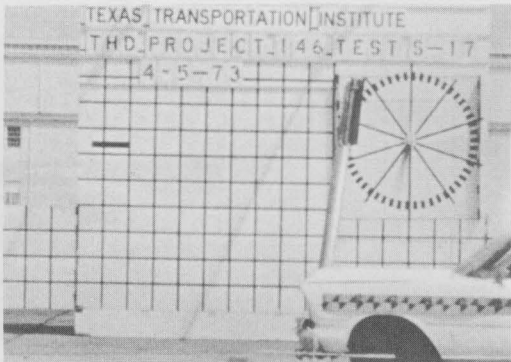 TEXAS TRANSPORTATION INSTITUTE
THD PROJECT 146 TEST S-17
4-5-73